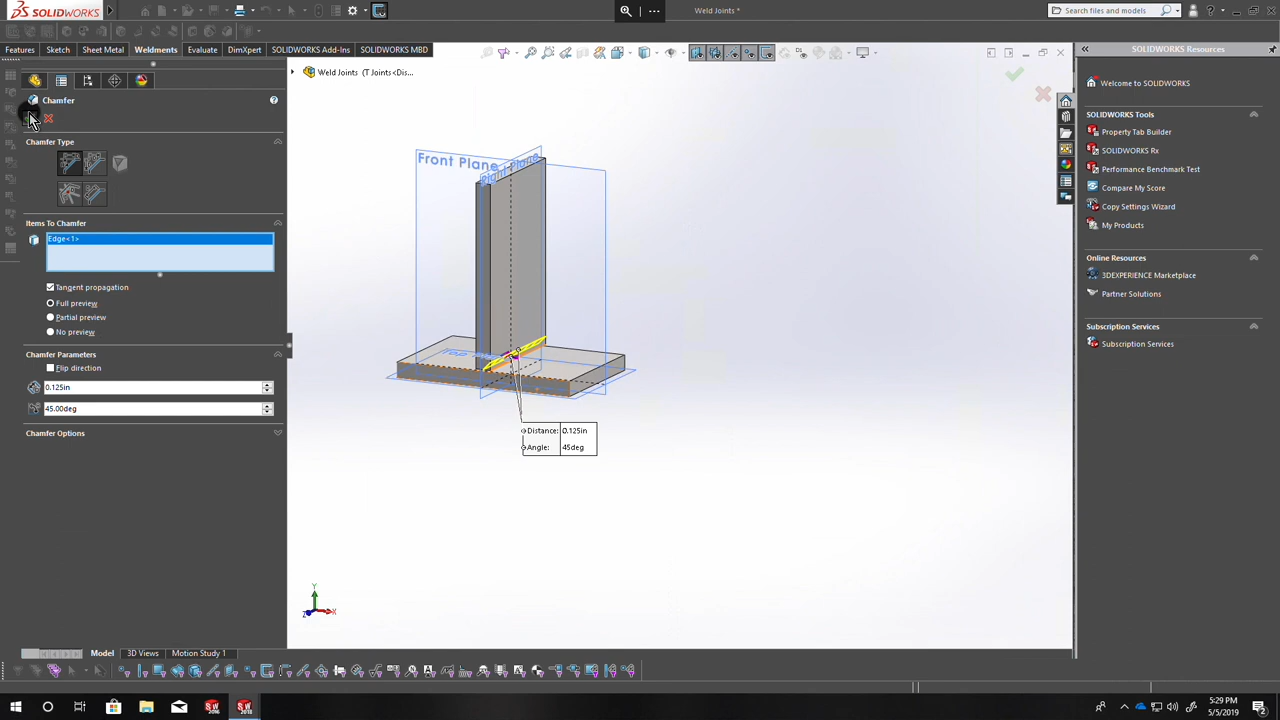 SOLIDWORKS
Weld Joints *
Search files and models
Features
Sketch
Sheet Metal
Weldments
Evaluate
DimXpert
SOLIDWORKS Add-Ins
SOLIDWORKS MBD
SOLIDWORKS Resources
Weld Joints (T Joints<Dis...
Chamfer
Chamfer Type
Items To Chamfer
Edge<1>
Tangent propagation
Full preview
Partial preview
No preview
Chamfer Parameters
Flip direction
0.125in
45.00deg
Chamfer Options
Front Plane
Right Plane
Distance: 0.125in
Angle: 45deg
Y
X
Z
Welcome to SOLIDWORKS
SOLIDWORKS Tools
Property Tab Builder
SOLIDWORKS Rx
Performance Benchmark Test
Compare My Score
Copy Settings Wizard
My Products
Online Resources
3DEXPERIENCE Marketplace
Partner Solutions
Subscription Services
Subscription Services
Model
3D Views
Motion Study 1
5:29 PM
5/5/2019